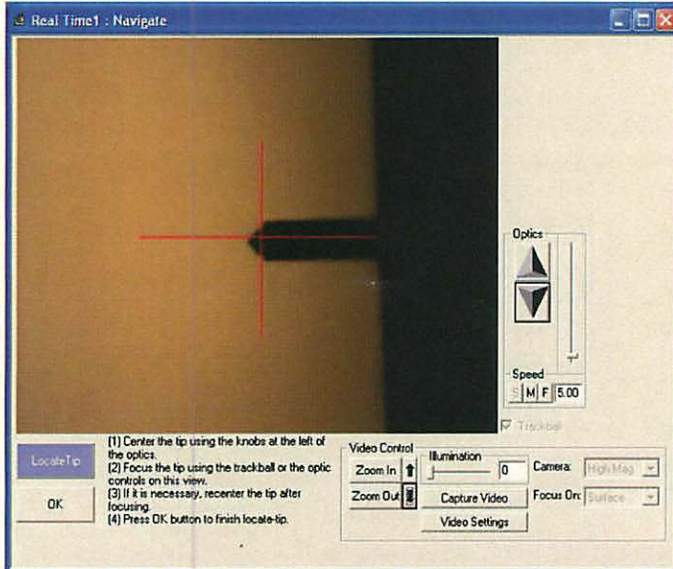 Real Time1 : Navigate
Optics
Speed
S M F 5.00
Trackball
LocateTip
OK
(1) Center the tip using the knobs at the left of
the optics.
(2) Focus the tip using the trackball or the optic
controls on this view.
(3) If it is necessary, recenter the tip after
focusing.
(4) Press OK button to finish locate-tip.
Video Control
Zoom In
Zoom Out
Illumination
0
Capture Video
Video Settings
Camera: High Mag
Focus On: Surface